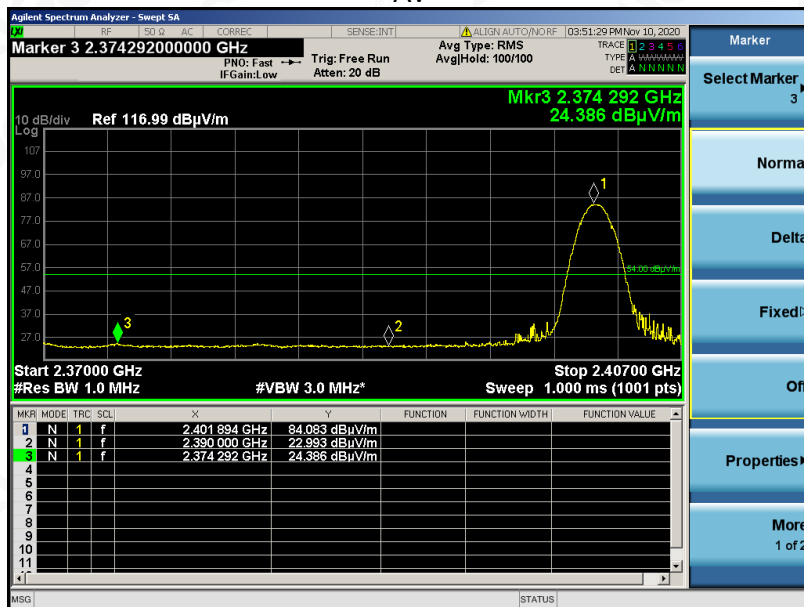 Agilent Spectrum Analyzer - Swept SA
LXI RF 50 Ω AC CORREC SENSE:INT ALIGN AUTO/NO RF 03:51:29 PM Nov 10, 2020
Marker 3 2.374292000000 GHz
PNO: Fast
IFGain:Low
Trig: Free Run
Atten: 20 dB
Avg Type: RMS
Avg|Hold: 100/100
TRACE 1 2 3 4 5 6
TYPE A WWWWW
DET A N N N N N
Mkr3 2.374 292 GHz
24.386 dBμV/m
10 dB/div Ref 116.99 dBμV/m
Log
107
97.0
87.0
77.0
67.0
57.0
47.0
37.0
27.0
1
2
3
54.00 dBμV/m
Start 2.37000 GHz Stop 2.40700 GHz
#Res BW 1.0 MHz #VBW 3.0 MHz* Sweep 1.000 ms (1001 pts)
MKR MODE TRC SCL X Y FUNCTION FUNCTION WIDTH FUNCTION VALUE
1 N 1 f 2.401 894 GHz 84.083 dBμV/m
2 N 1 f 2.390 000 GHz 22.993 dBμV/m
3 N 1 f 2.374 292 GHz 24.386 dBμV/m
4
5
6
7
8
9
10
11
MSG STATUS
Marker
Select Marker
3
Norma
Delta
Fixed
Off
Properties
More
1 of 2